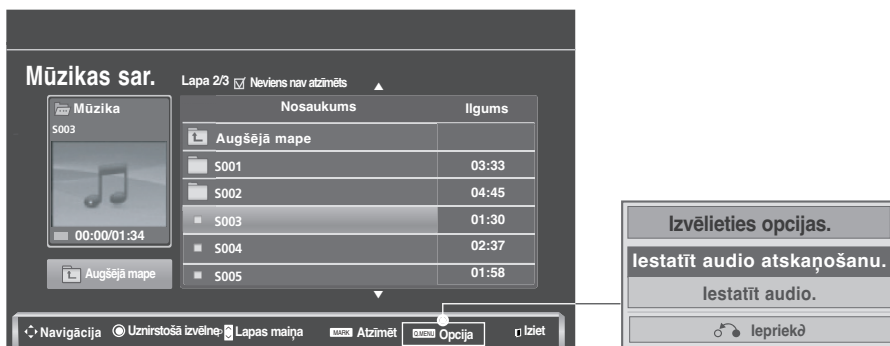 Mūzikas sar. Lapa 2/3 Neviens nav atzīmēts
Mūzika
S003
00:00/01:34
Augšējā mape
Nosaukums Ilgums
Augšējā mape
S001 03:33
S002 04:45
S003 01:30
S004 02:37
S005 01:58
Navigācija Uznirstošā izvēlne Lapas maiņa MARK Atzīmēt Q.MENU Opcija Iziet
Izvēlieties opcijas.
Iestatīt audio atskaņošanu.
Iestatīt audio.
Iepriek∂